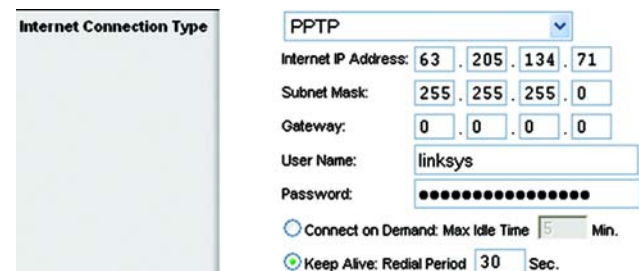 Internet Connection Type PPTP
Internet IP Address: 63 . 205 . 134 . 71
Subnet Mask: 255 . 255 . 255 . 0
Gateway: 0 . 0 . 0 . 0
User Name: linksys
Password: ●●●●●●●●●●●●●●●●
Connect on Demand: Max Idle Time 5 Min.
Keep Alive: Redial Period 30 Sec.